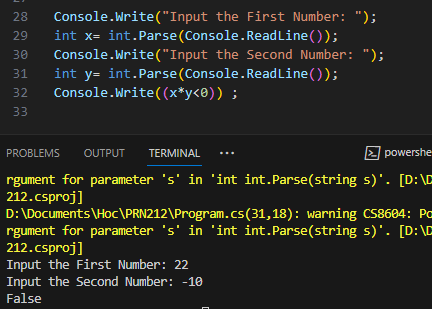 28 Console.Write("Input the First Number: ");
29 int x= int.Parse(Console.ReadLine());
30 Console.Write("Input the Second Number: ");
31 int y= int.Parse(Console.ReadLine());
32 Console.Write((x*y<0)) ;
33
PROBLEMS OUTPUT TERMINAL ··· powershe
rgument for parameter 's' in 'int int.Parse(string s)'. [D:\D
212.csproj]
D:\Documents\Hoc\PRN212\Program.cs(31,18): warning CS8604: Po
rgument for parameter 's' in 'int int.Parse(string s)'. [D:\D
212.csproj]
Input the First Number: 22
Input the Second Number: -10
False